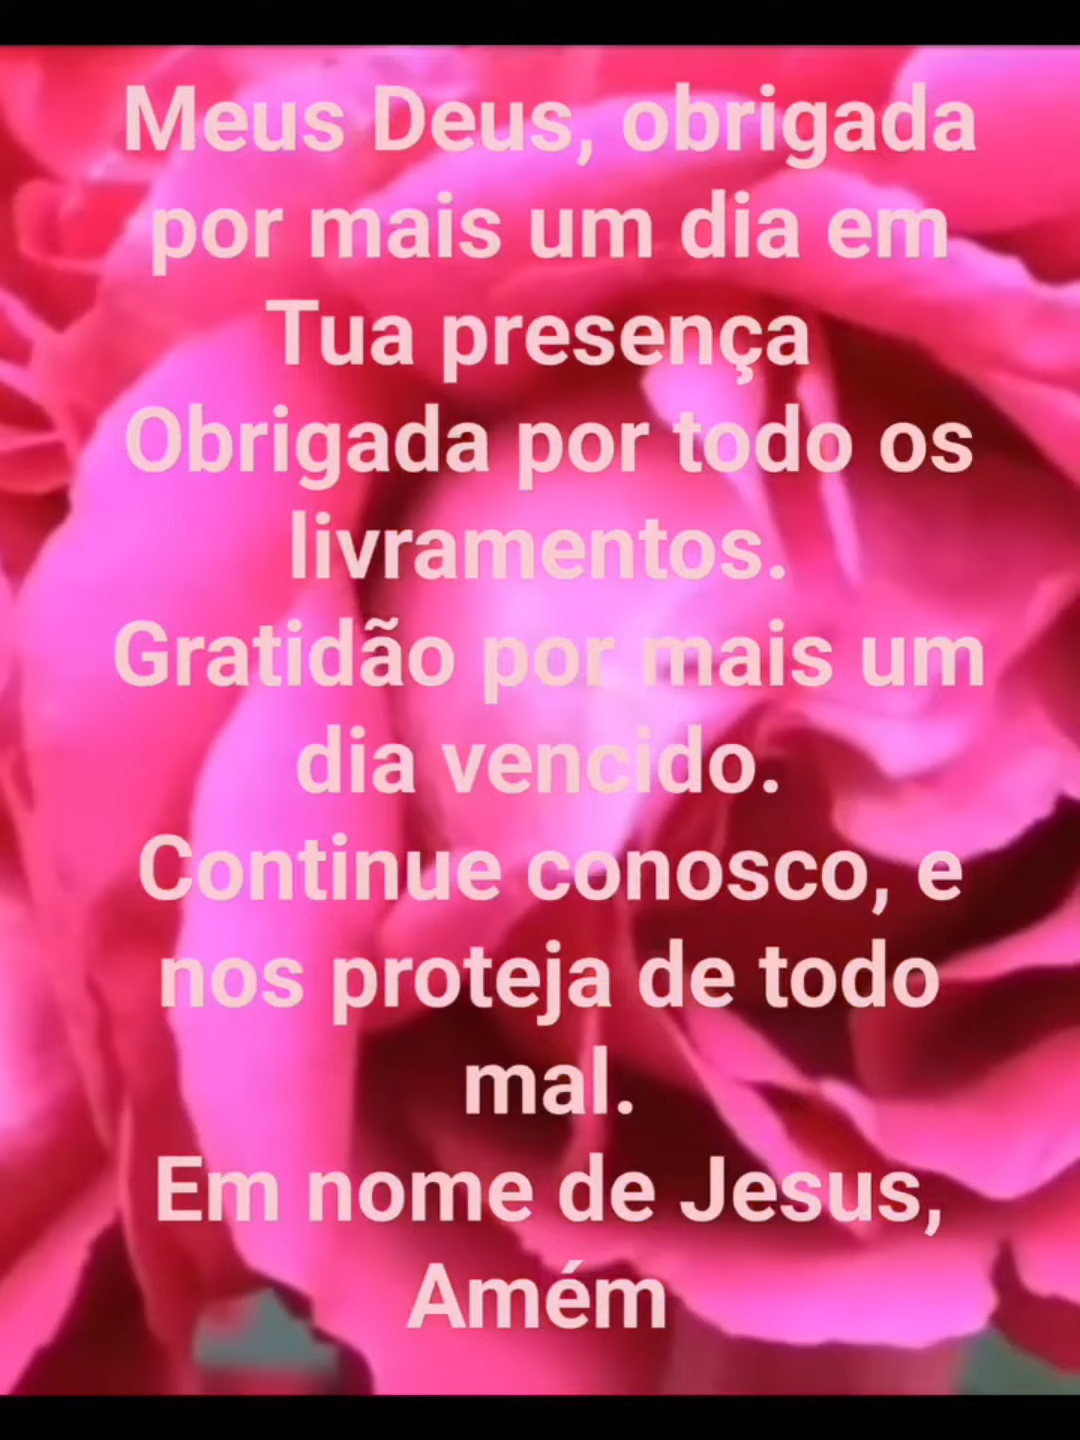 Meus Deus, obrigada
por mais um dia em
Tua presença
Obrigada por todo os
livramentos.
Gratidão por mais um
dia vencido.
Continue conosco, e
nos proteja de todo
mal.
Em nome de Jesus,
Amém